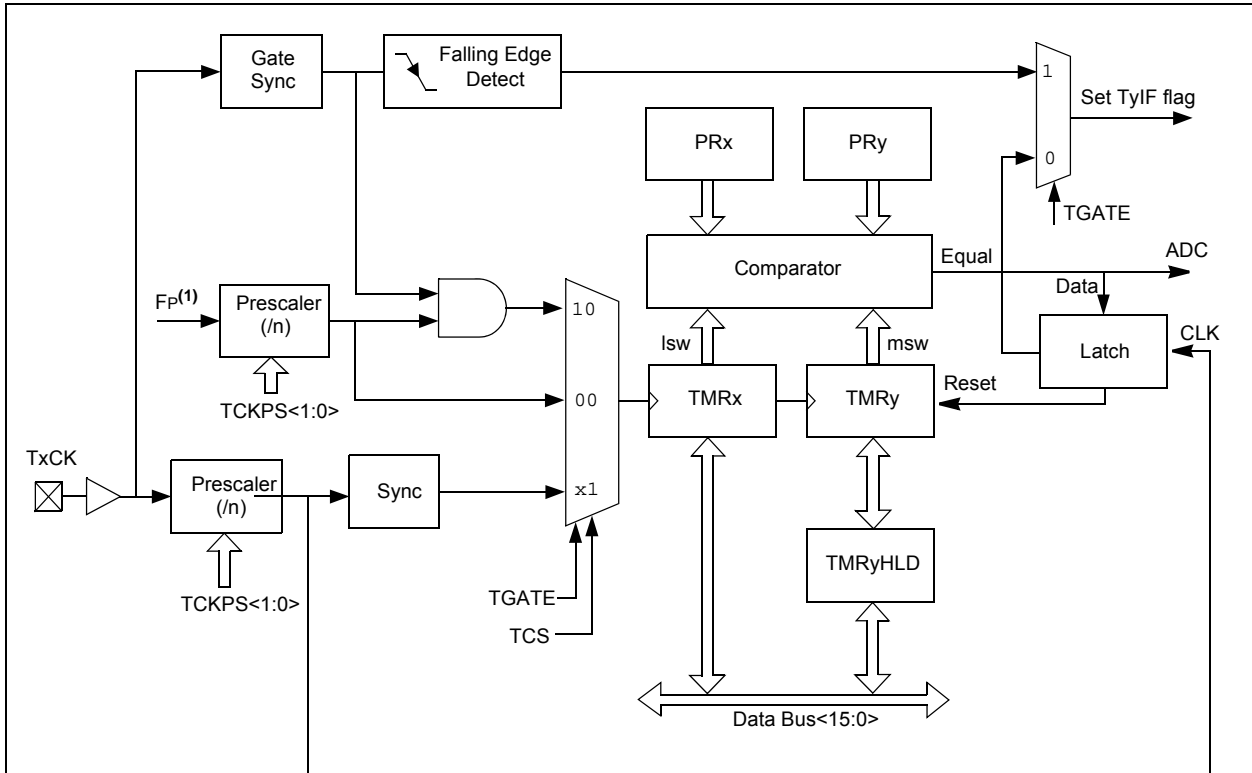 Gate
Sync
Falling Edge
Detect
1
0
Set TyIF flag
TGATE
PRx
PRy
Comparator
Equal
ADC
Data
Latch
CLK
Reset
FP(1)
Prescaler
(/n)
TCKPS<1:0>
10
00
x1
lsw
msw
TMRx
TMRy
TxCK
Prescaler
(/n)
TCKPS<1:0>
Sync
TGATE
TCS
TMRyHLD
Data Bus<15:0>